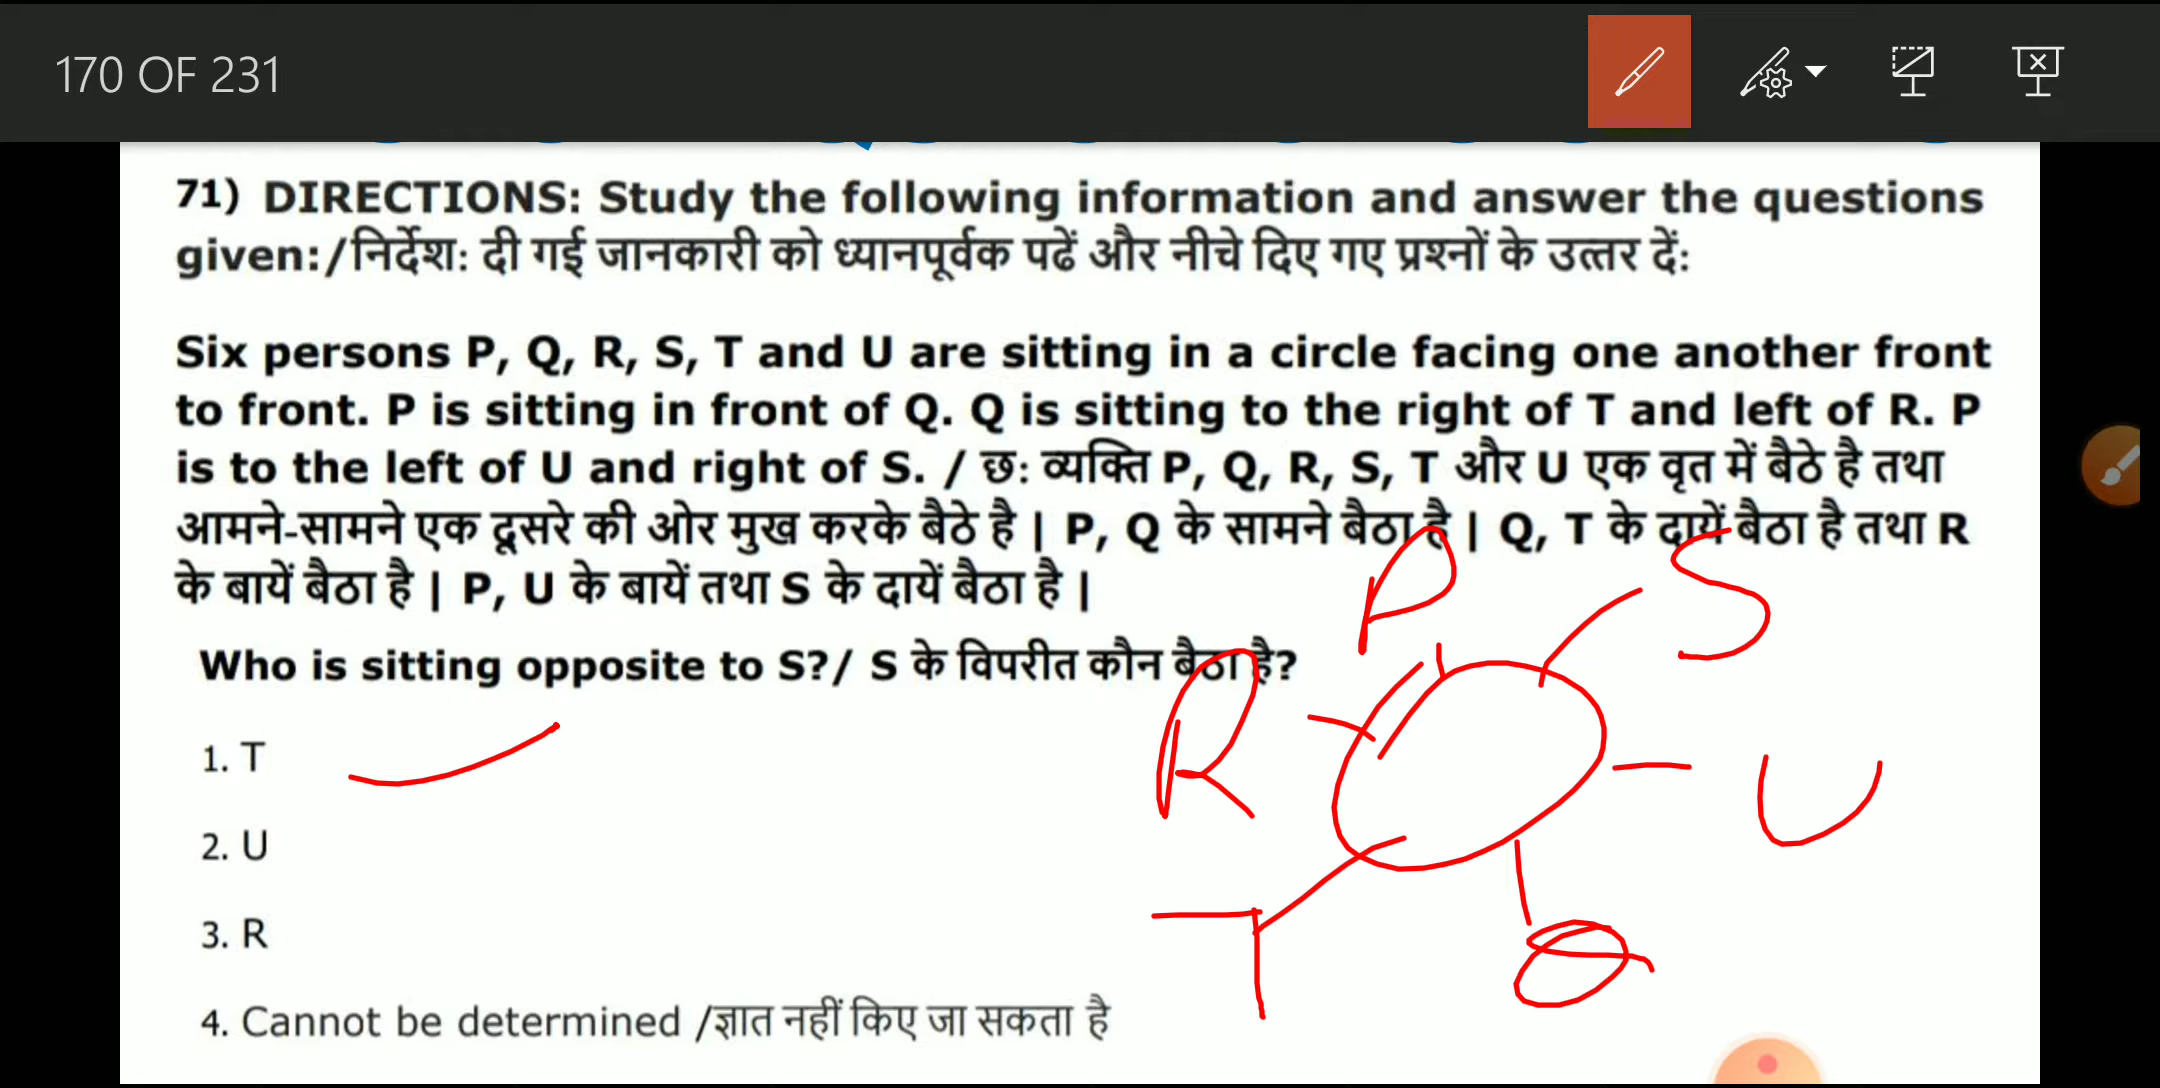 170 OF 231
71) DIRECTIONS: Study the following information and answer the questions
given:/निर्देश: दी गई जानकारी को ध्यानपूर्वक पढें और नीचे दिए गए प्रश्नों के उत्तर दें:
Six persons P, Q, R, S, T and U are sitting in a circle facing one another front
to front. P is sitting in front of Q. Q is sitting to the right of T and left of R. P
is to the left of U and right of S. / छ: व्यक्ति P, Q, R, S, T और U एक वृत में बैठे है तथा
आमने-सामने एक दूसरे की ओर मुख करके बैठे है | P, Q के सामने बैठा है | Q, T के दायें बैठा है तथा R
के बायें बैठा है | P, U के बायें तथा S के दायें बैठा है |
Who is sitting opposite to S?/ S के विपरीत कौन बैठा है?
1. T
2. U
3. R
4. Cannot be determined /ज्ञात नहीं किए जा सकता है
P
S
R
U
T
Q